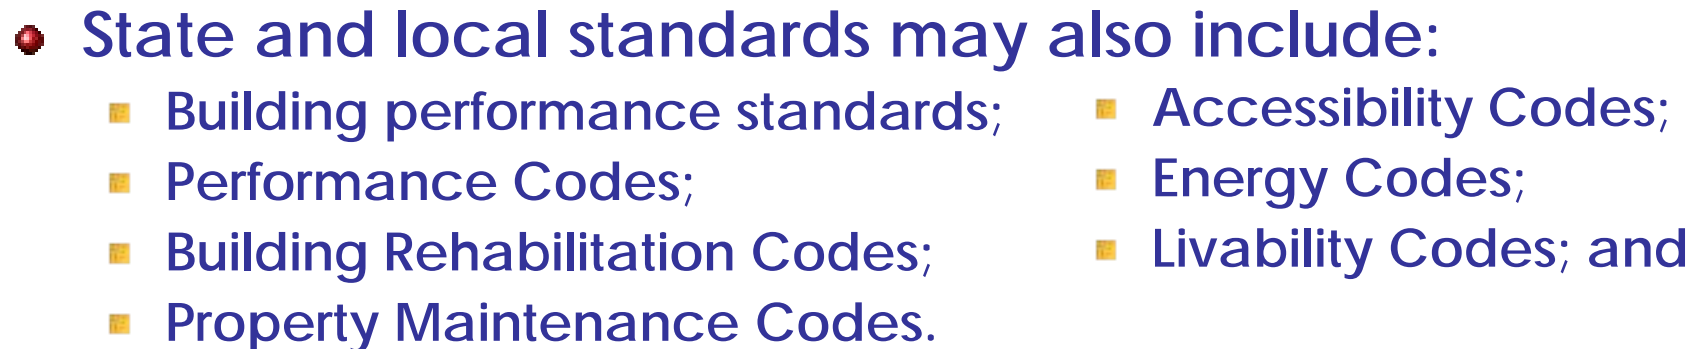 State and local standards may also include:
Building performance standards;
Performance Codes;
Building Rehabilitation Codes;
Accessibility Codes;
Energy Codes;
Livability Codes; and
Property Maintenance Codes.